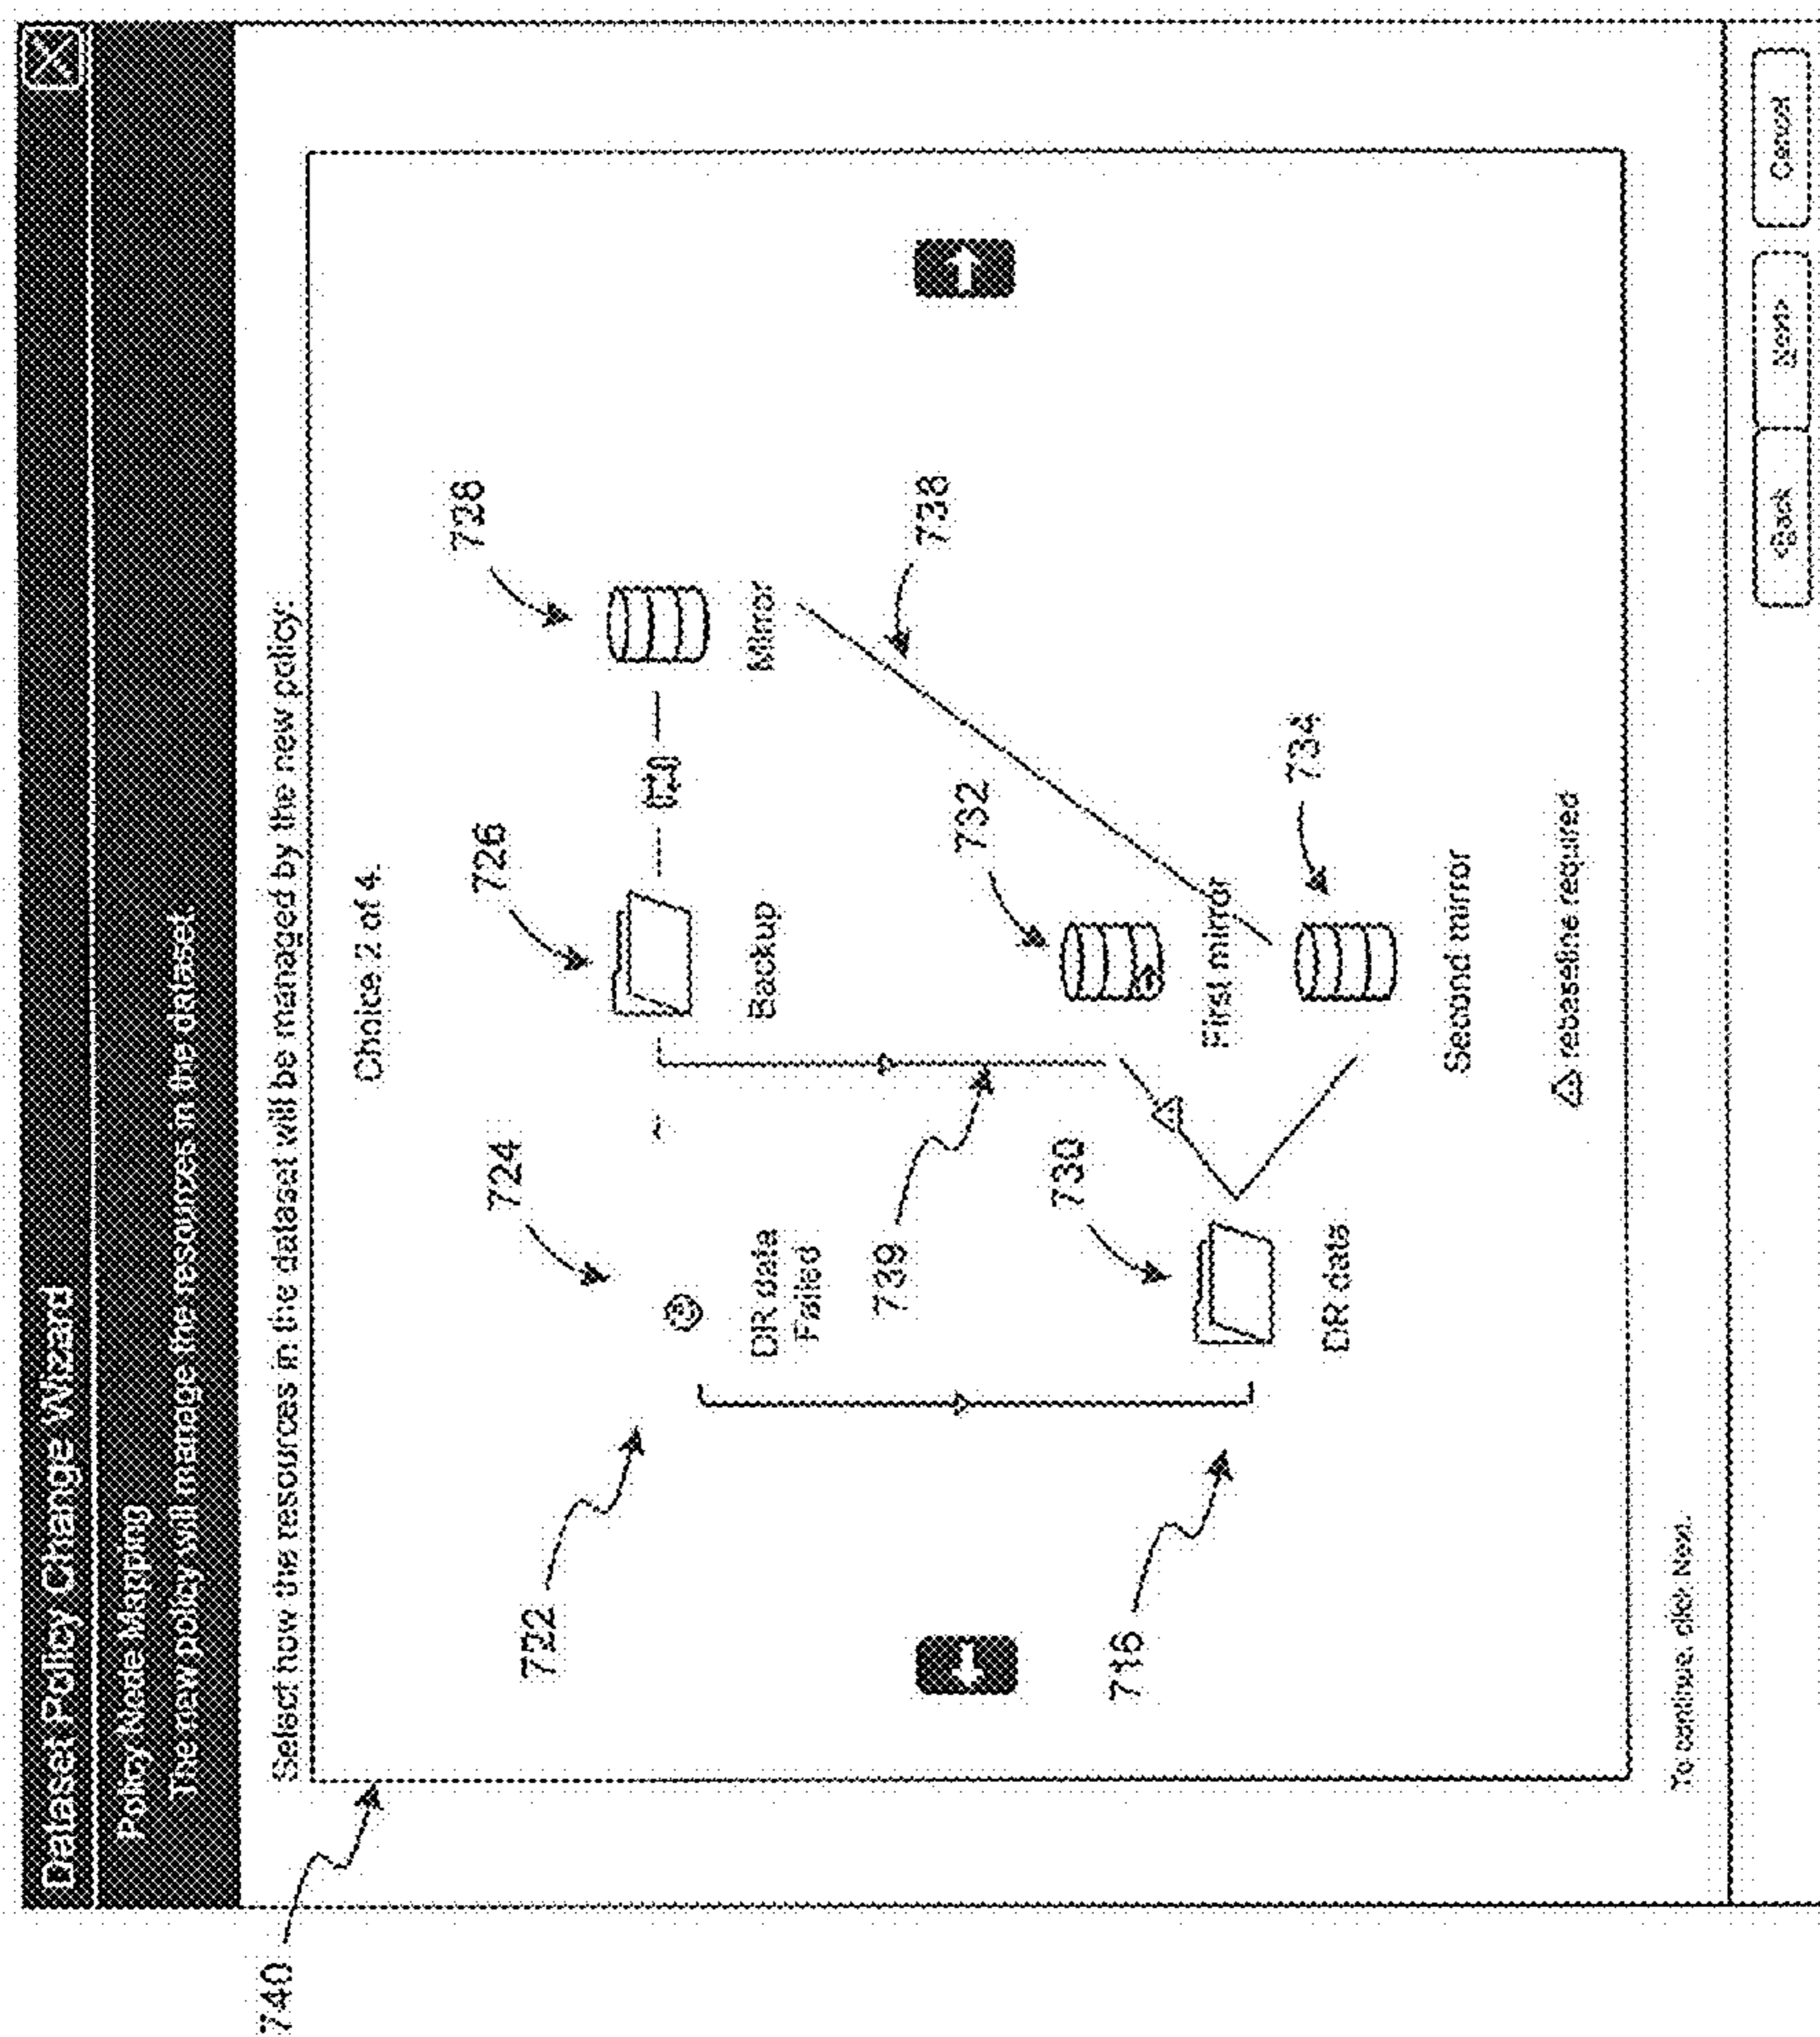 Dataset Policy Change Wizard
Policy Node Mapping
The new policy will manage the resources in the dataset.
Select how the resources in the dataset will be managed by the new policy:
740
Choice 2 of 4.
722
724
726
728
DR data
Failed
Backup
Mirror
739
738
716
730
732
734
First mirror
DR data
Second mirror
rebaseline required
To continue, click Next.
<Back
Next>
Cancel